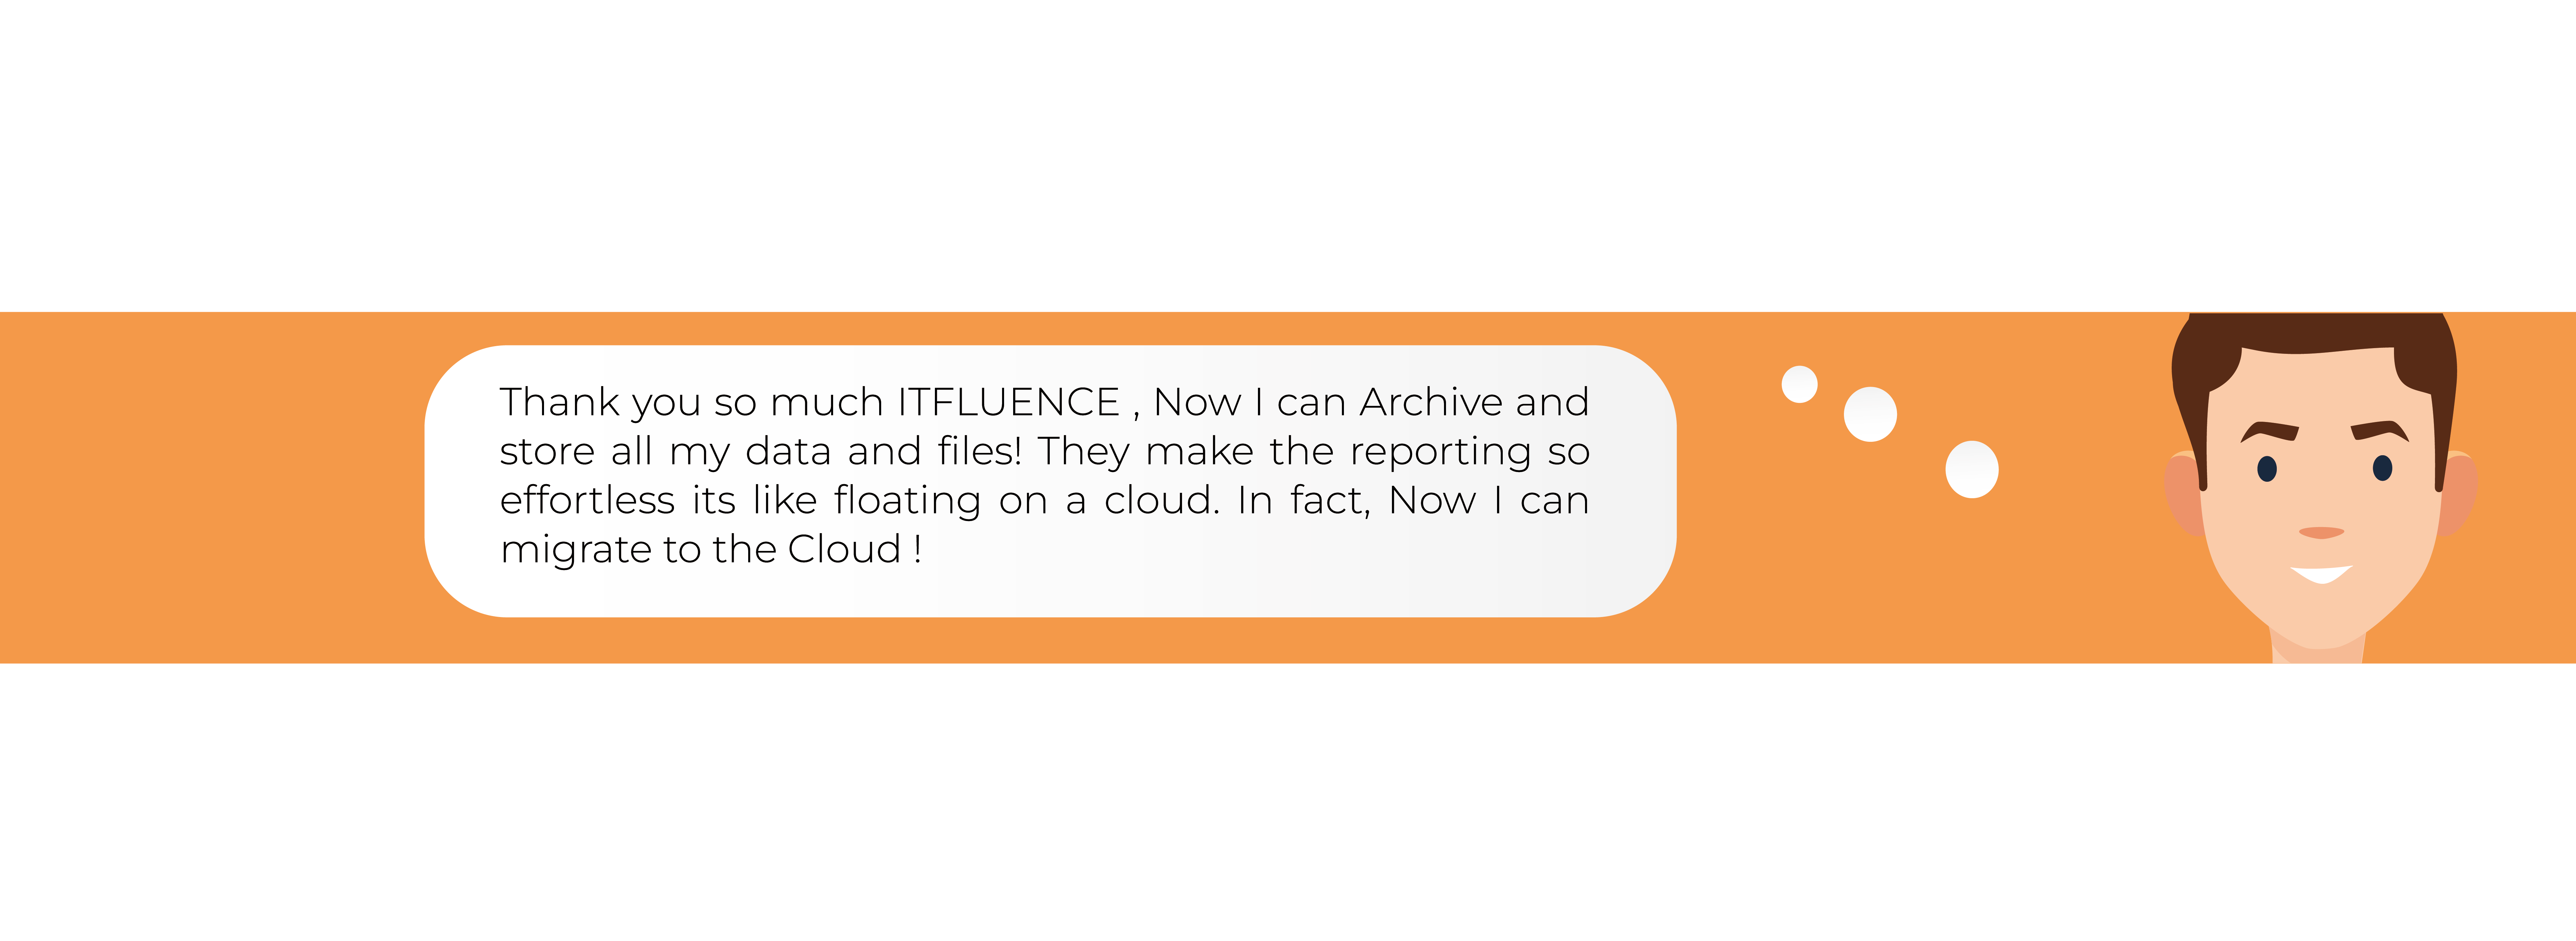 Thank you so much ITFLUENCE , Now I can Archive and
store all my data and files! They make the reporting so
effortless its like floating on a cloud. In fact, Now I can
migrate to the Cloud !